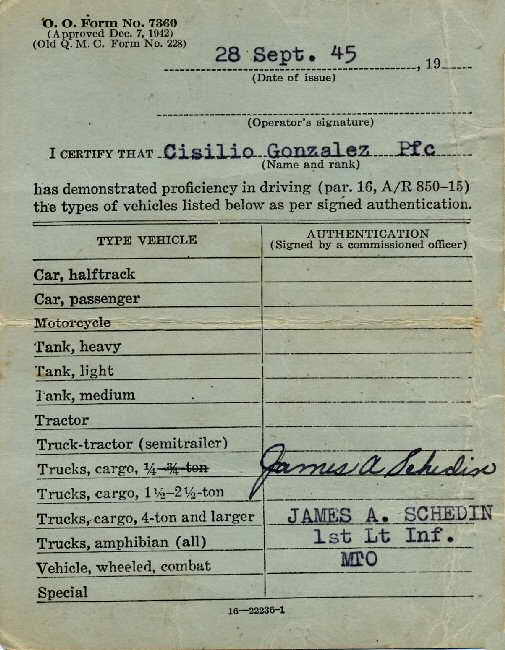 O. O. Form No. 7360
(Approved Dec. 7, 1942)
(Old Q. M. C. Form No. 228)
28 Sept. 45, 19
(Date of issue)
(Operator's signature)
I CERTIFY THAT Cisilio Gonzalez Pfc
(Name and rank)
has demonstrated proficiency in driving (par. 16, A/R 850-15)
the types of vehicles listed below as per signed authentication.
TYPE VEHICLE AUTHENTICATION
(Signed by a commissioned officer)
Car, halftrack
Car, passenger
Motorcycle
Tank, heavy
Tank, light
Tank, medium
Tractor
Truck-tractor (semitrailer)
Trucks, cargo, ¼-¾-ton James A Schedin
Trucks, cargo, 1½-2½-ton
Trucks, cargo, 4-ton and larger JAMES A. SCHEDIN
Trucks, amphibian (all) 1st Lt Inf.
Vehicle, wheeled, combat MTO
Special
16—22235-1